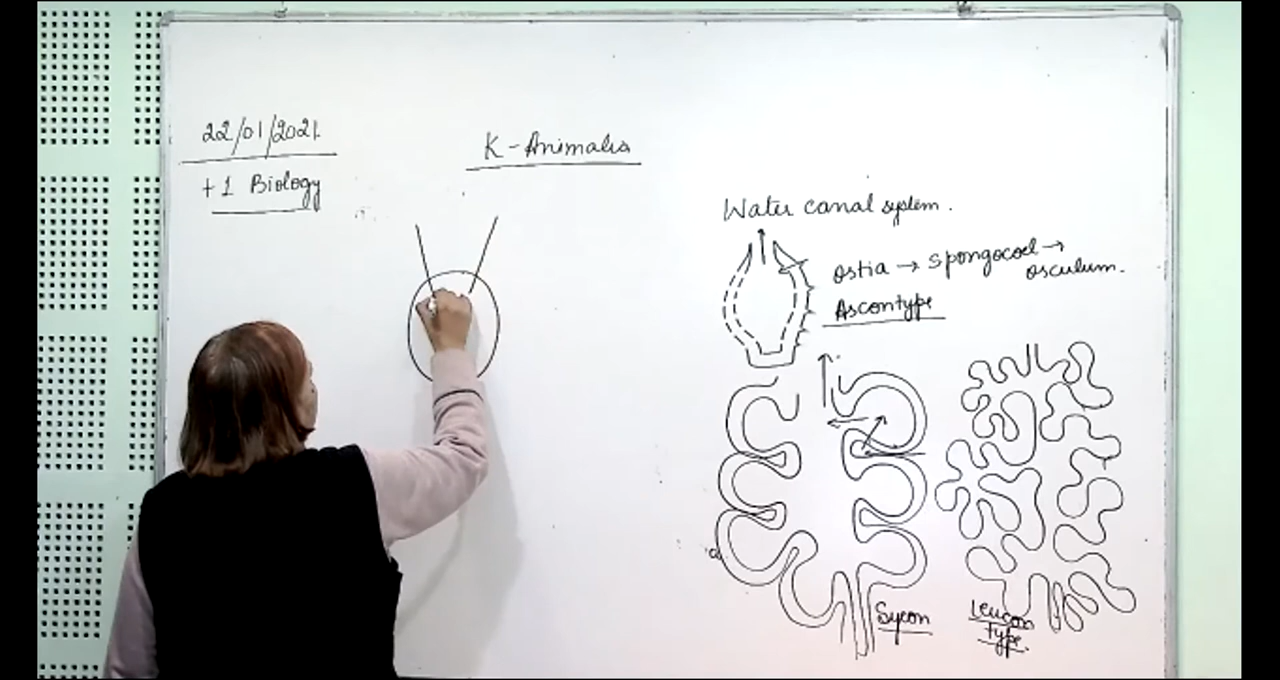 22/01/2021
+1 Biology
K-Animalia
Water canal system.
Ostia → Spongocoel →
osculum.
Ascontype
Sycon
Leucon
type.